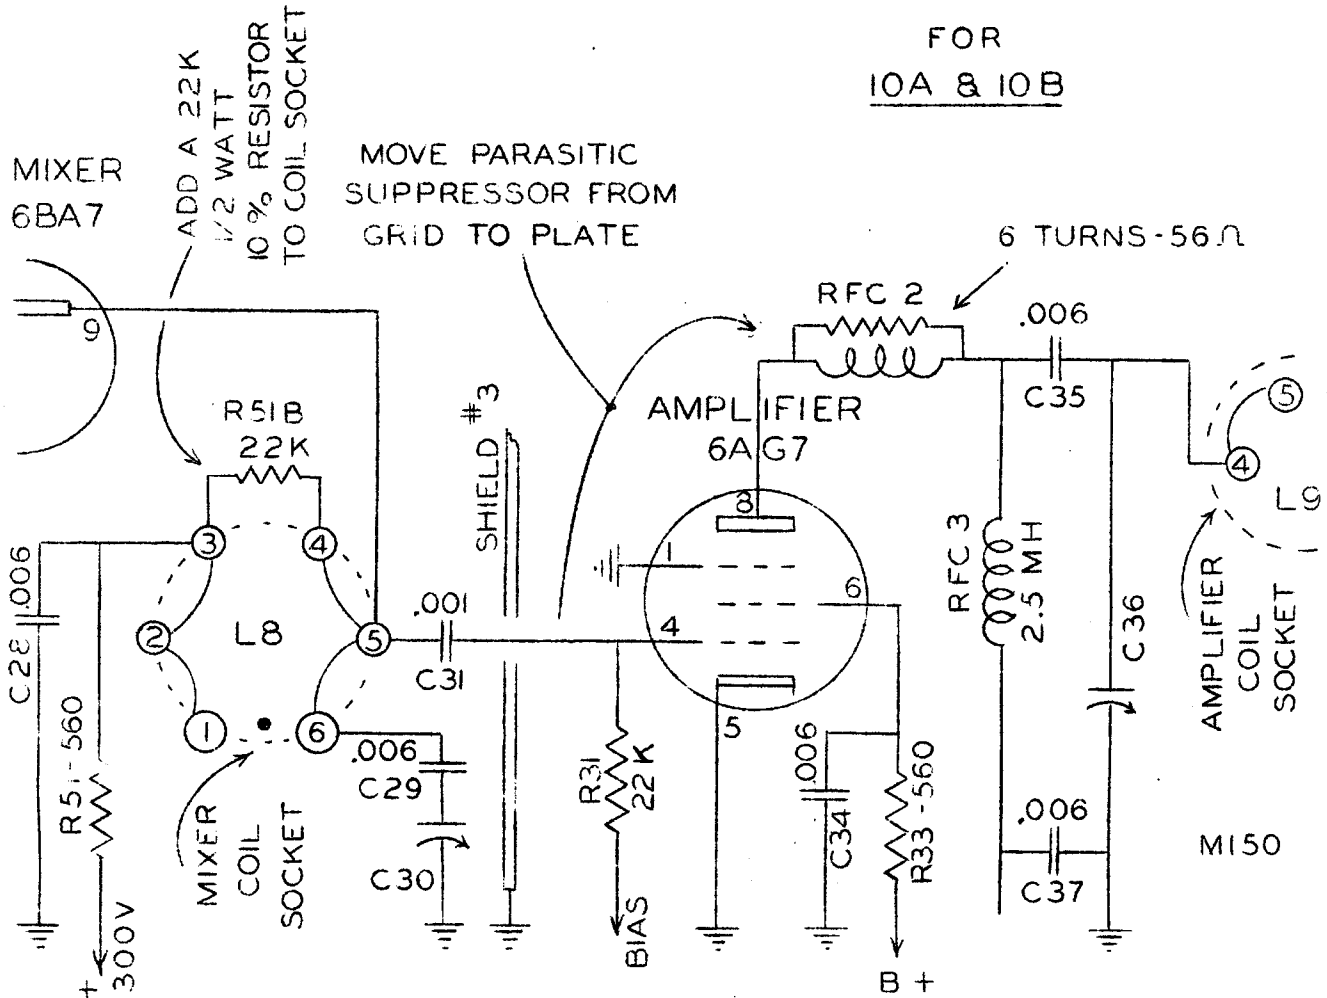 FOR
10A & 10B
ADD A 22K
1/2 WATT
10% RESISTOR
TO COIL SOCKET
MOVE PARASITIC
SUPPRESSOR FROM
GRID TO PLATE
MIXER
6BA7
6 TURNS-56Ω
RFC 2
.006
C35
9
5
4
L9
R51B
22K
SHIELD #3
AMPLIFIER
6AG7
8
1
6
4
5
3
4
2
L8
5
1
6
.006
C28
R51-560
.001
C31
RFC 3
2.5 MH
C36
AMPLIFIER
COIL
SOCKET
.006
C29
C30
R31
22K
.006
C34
R33-560
.006
C37
M150
MIXER
COIL
SOCKET
+
300V
BIAS
B +